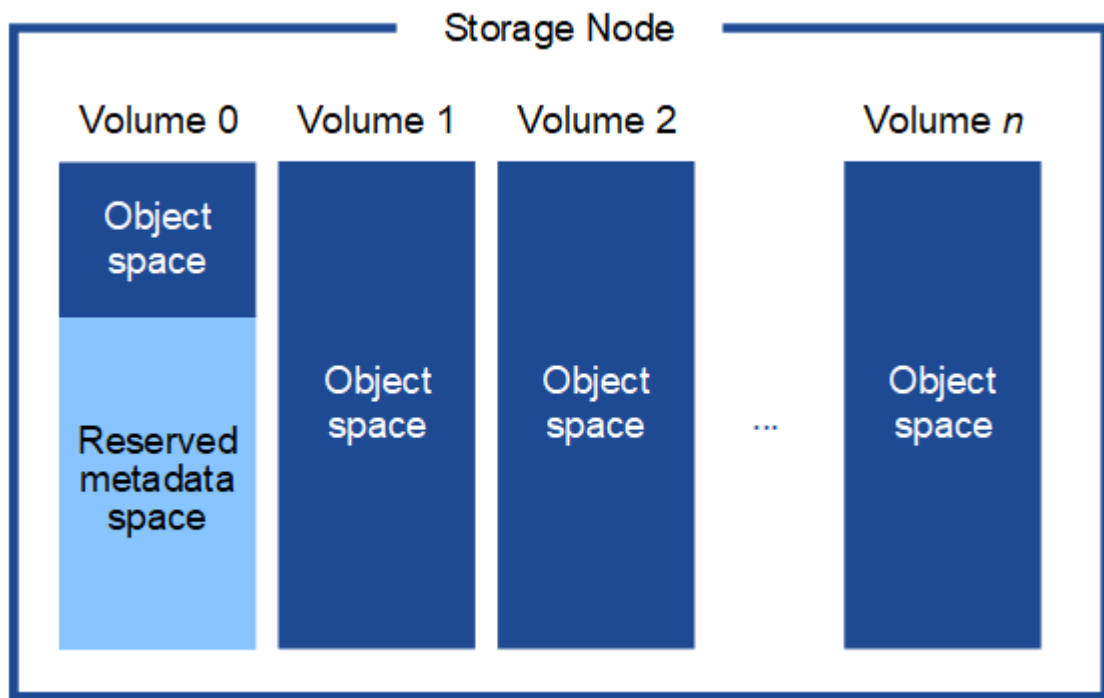 Storage Node
Volume 0
Volume 1
Volume 2
Volume n
Object
space
Reserved
metadata
space
Object
space
Object
space
...
Object
space